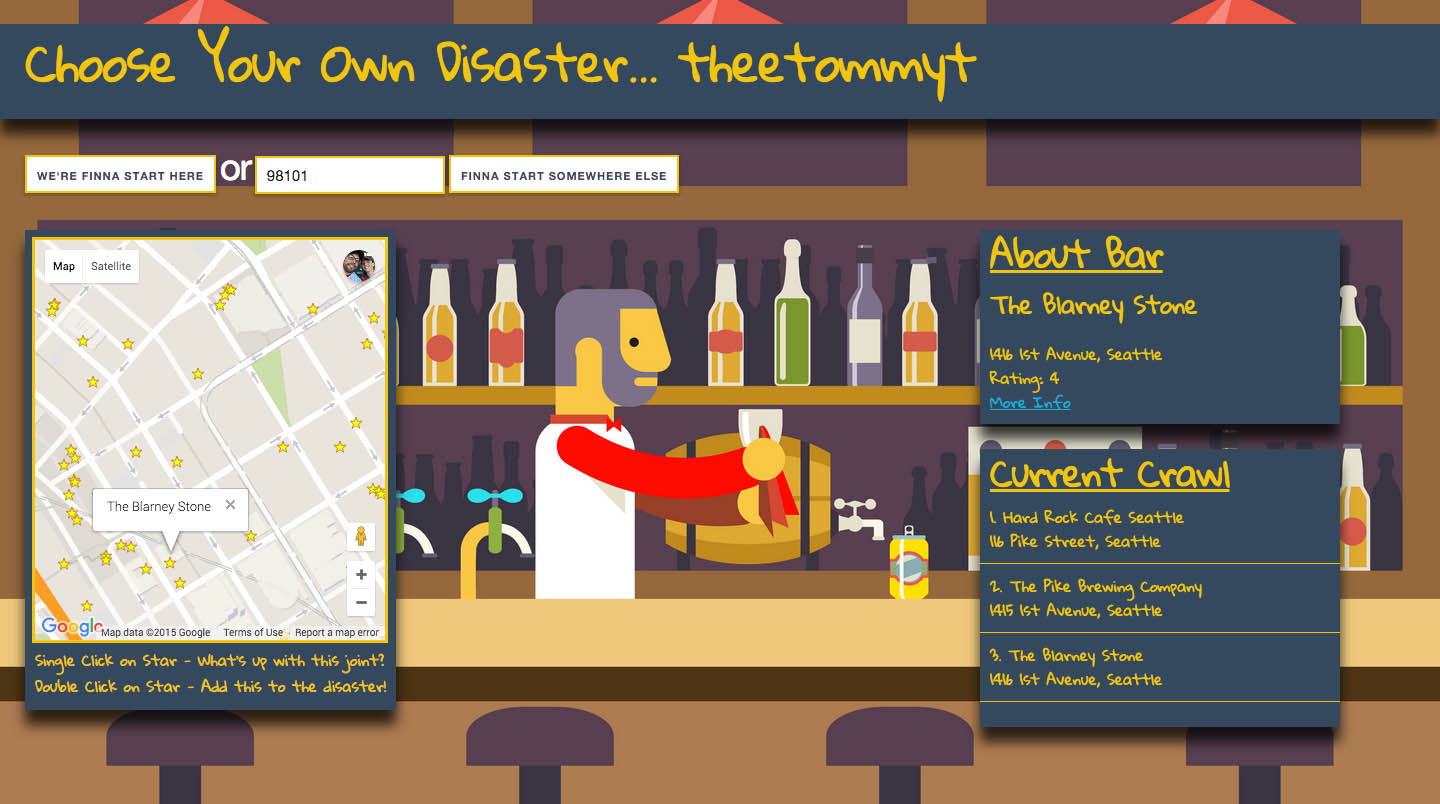 Choose Your Own Disaster... theetommyt
WE'RE FINNA START HERE or 98101 FINNA START SOMEWHERE ELSE
Map Satellite
The Blarney Stone ×
+
−
Google Map data ©2015 Google Terms of Use Report a map error
Single Click on Star - What's up with this joint?
Double Click on Star - Add this to the disaster!
About Bar
The Blarney Stone
1416 1st Avenue, Seattle
Rating: 4
More Info
Current Crawl
1. Hard Rock Cafe Seattle
116 Pike Street, Seattle
2. The Pike Brewing Company
1415 1st Avenue, Seattle
3. The Blarney Stone
1416 1st Avenue, Seattle